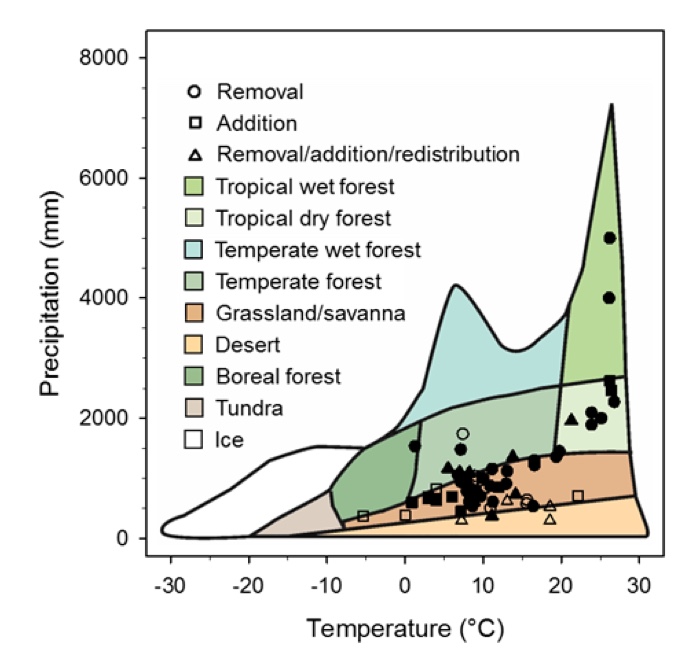 8000
6000
4000
2000
0
Precipitation (mm)
Removal
Addition
Removal/addition/redistribution
Tropical wet forest
Tropical dry forest
Temperate wet forest
Temperate forest
Grassland/savanna
Desert
Boreal forest
Tundra
Ice
-30 -20 -10 0 10 20 30
Temperature (°C)